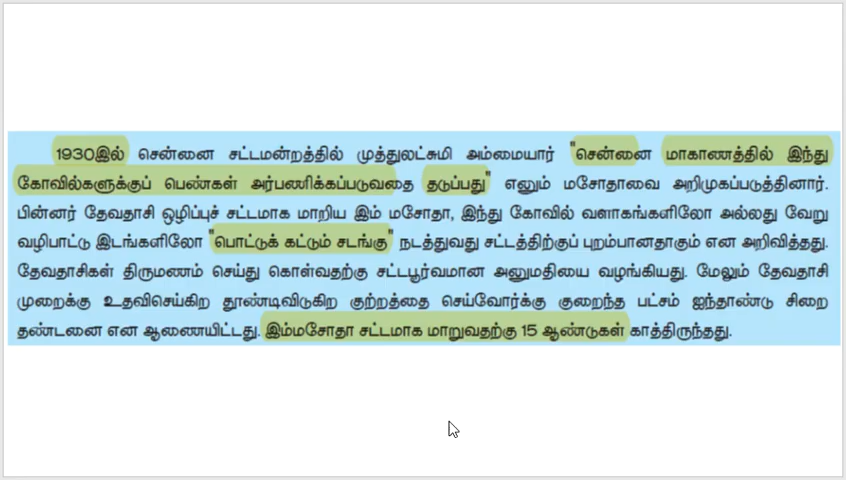 1930இல் சென்னை சட்டமன்றத்தில் முத்துலட்சுமி அம்மையார் "சென்னை மாகாணத்தில் இந்து
கோவில்களுக்குப் பெண்கள் அர்பணிக்கப்படுவதை தடுப்பது" எனும் மசோதாவை அறிமுகப்படுத்தினார்.
பின்னர் தேவதாசி ஒழிப்புச் சட்டமாக மாறிய இம் மசோதா, இந்து கோவில் வளாகங்களிலோ அல்லது வேறு
வழிபாட்டு இடங்களிலோ "பொட்டுக் கட்டும் சடங்கு" நடத்துவது சட்டத்திற்குப் புறம்பானதாகும் என அறிவித்தது.
தேவதாசிகள் திருமணம் செய்து கொள்வதற்கு சட்டபூர்வமான அனுமதியை வழங்கியது. மேலும் தேவதாசி
முறைக்கு உதவிசெய்கிற தூண்டிவிடுகிற குற்றத்தை செய்வோர்க்கு குறைந்த பட்சம் ஐந்தாண்டு சிறை
தண்டனை என ஆணையிட்டது. இம்மசோதா சட்டமாக மாறுவதற்கு 15 ஆண்டுகள் காத்திருந்தது.